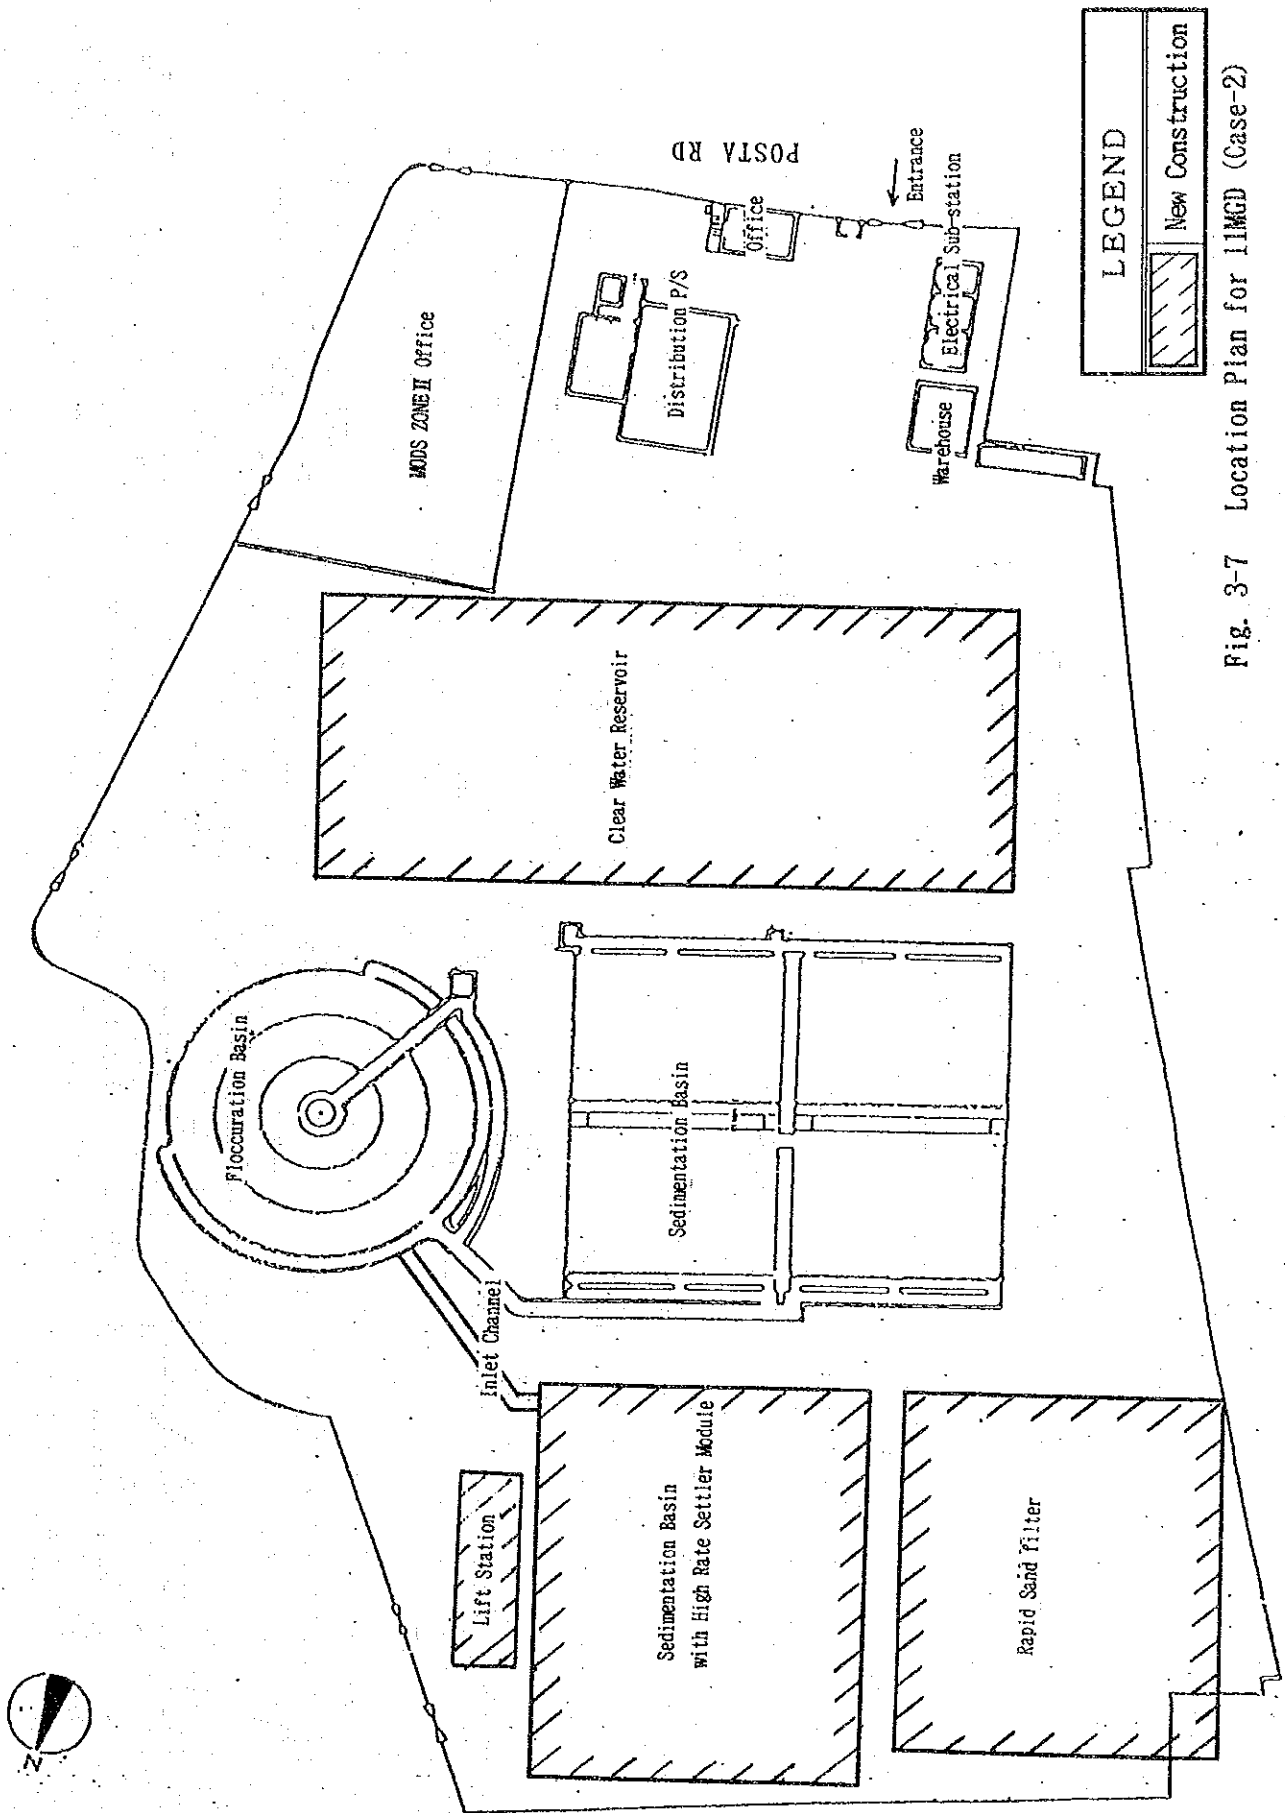 Z
Lift Station
Sedimentation Basin
with High Rate Settler Module
Rapid Sand filter
Inlet Channel
Floccuration Basin
Sedimentation Basin
Clear Water Reservoir
MODS ZONE II Office
Distribution P/S
Office
POSTA RD
Entrance
Electrical Sub-station
Warehouse
LEGEND
New Construction
Fig. 3-7 Location Plan for 11MGD (Case-2)